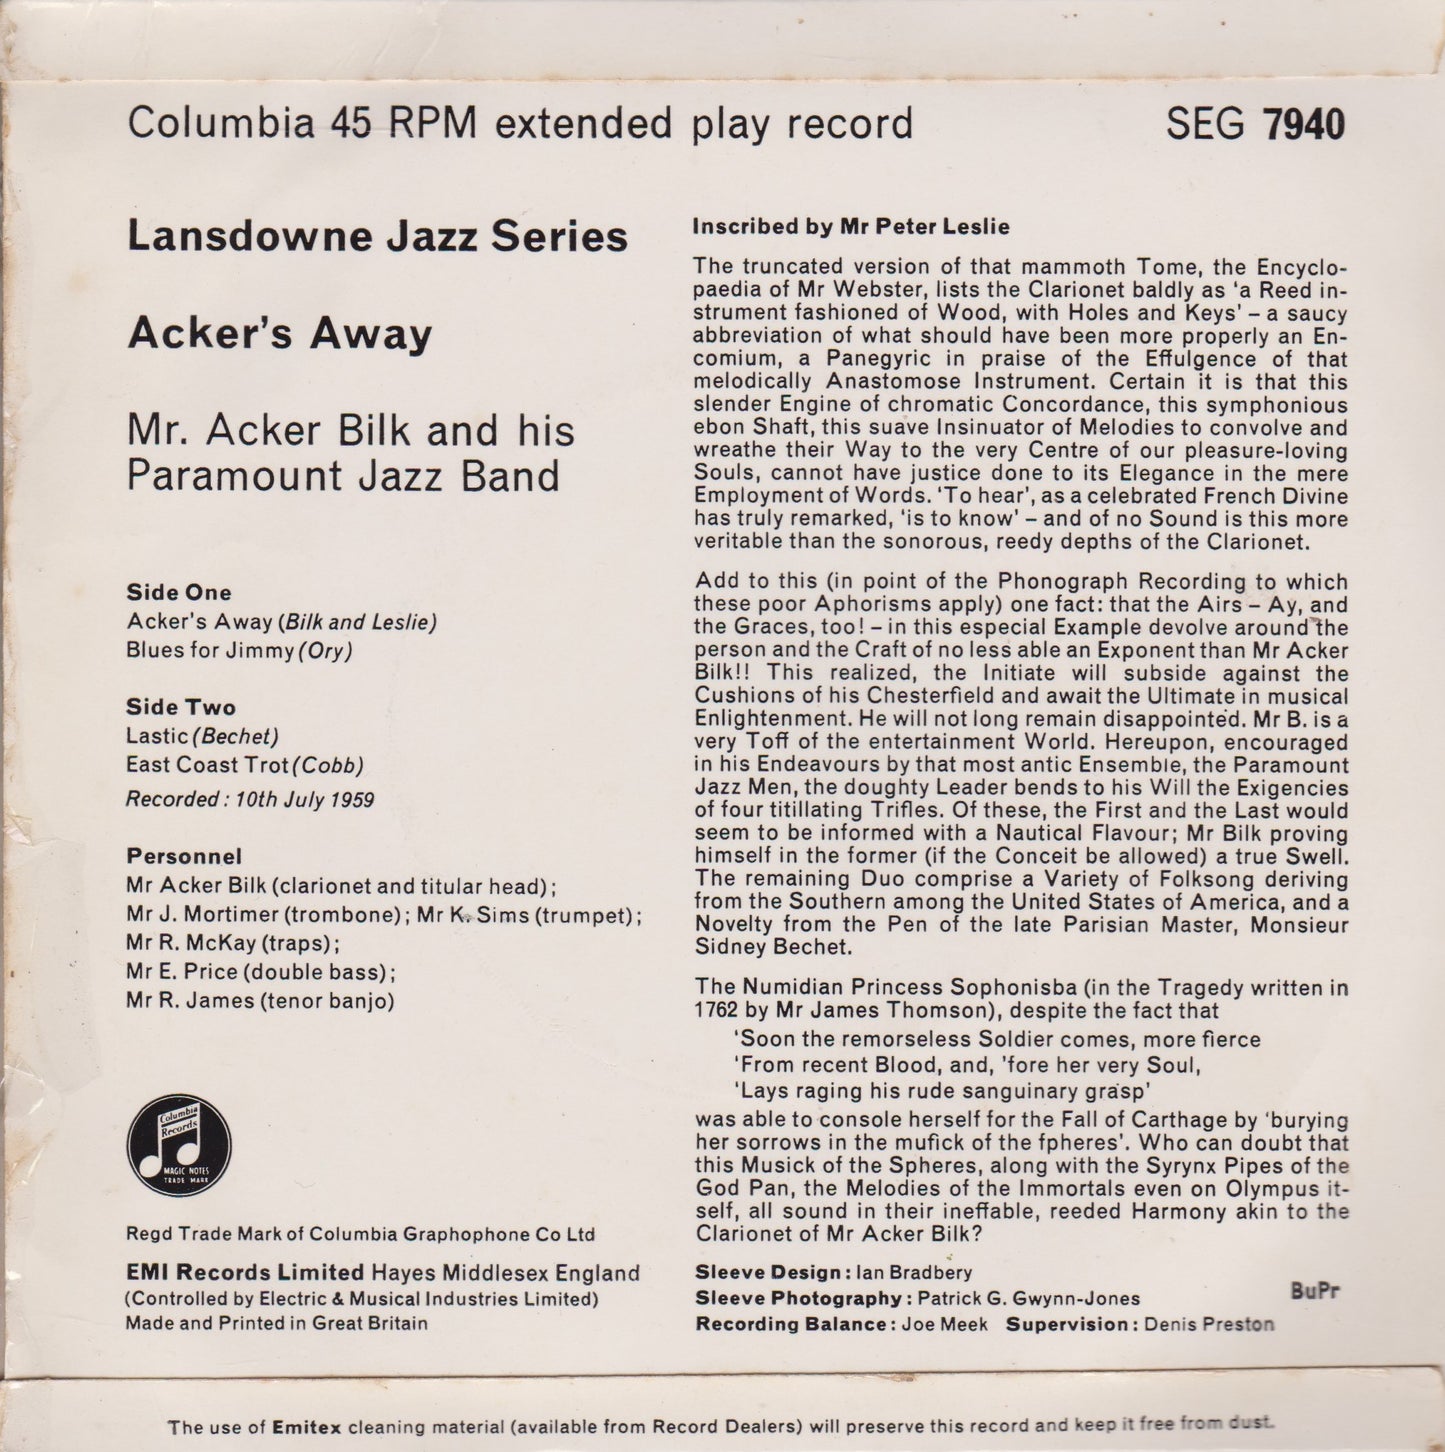 Columbia 45 RPM extended play record
SEG 7940
Lansdowne Jazz Series
Acker's Away
Mr. Acker Bilk and his
Paramount Jazz Band
Side One
Acker's Away (Bilk and Leslie)
Blues for Jimmy (Ory)
Side Two
Lastic (Bechet)
East Coast Trot (Cobb)
Recorded: 10th July 1959
Personnel
Mr Acker Bilk (clarionet and titular head);
Mr J. Mortimer (trombone); Mr K. Sims (trumpet);
Mr R. McKay (traps);
Mr E. Price (double bass);
Mr R. James (tenor banjo)
Columbia
Records
MAGIC NOTES
TRADE MARK
Regd Trade Mark of Columbia Graphophone Co Ltd
EMI Records Limited Hayes Middlesex England
(Controlled by Electric & Musical Industries Limited)
Made and Printed in Great Britain
Inscribed by Mr Peter Leslie
The truncated version of that mammoth Tome, the Encyclo-
paedia of Mr Webster, lists the Clarionet baldly as 'a Reed in-
strument fashioned of Wood, with Holes and Keys' – a saucy
abbreviation of what should have been more properly an En-
comium, a Panegyric in praise of the Effulgence of that
melodically Anastomose Instrument. Certain it is that this
slender Engine of chromatic Concordance, this symphonious
ebon Shaft, this suave Insinuator of Melodies to convolve and
wreathe their Way to the very Centre of our pleasure-loving
Souls, cannot have justice done to its Elegance in the mere
Employment of Words. 'To hear', as a celebrated French Divine
has truly remarked, 'is to know' – and of no Sound is this more
veritable than the sonorous, reedy depths of the Clarionet.
Add to this (in point of the Phonograph Recording to which
these poor Aphorisms apply) one fact: that the Airs – Ay, and
the Graces, too! – in this especial Example devolve around the
person and the Craft of no less able an Exponent than Mr Acker
Bilk!! This realized, the Initiate will subside against the
Cushions of his Chesterfield and await the Ultimate in musical
Enlightenment. He will not long remain disappointed. Mr B. is a
very Toff of the entertainment World. Hereupon, encouraged
in his Endeavours by that most antic Ensemble, the Paramount
Jazz Men, the doughty Leader bends to his Will the Exigencies
of four titillating Trifles. Of these, the First and the Last would
seem to be informed with a Nautical Flavour; Mr Bilk proving
himself in the former (if the Conceit be allowed) a true Swell.
The remaining Duo comprise a Variety of Folksong deriving
from the Southern among the United States of America, and a
Novelty from the Pen of the late Parisian Master, Monsieur
Sidney Bechet.
The Numidian Princess Sophonisba (in the Tragedy written in
1762 by Mr James Thomson), despite the fact that
'Soon the remorseless Soldier comes, more fierce
'From recent Blood, and, 'fore her very Soul,
'Lays raging his rude sanguinary grasp'
was able to console herself for the Fall of Carthage by 'burying
her sorrows in the mufick of the fpheres'. Who can doubt that
this Musick of the Spheres, along with the Syrynx Pipes of the
God Pan, the Melodies of the Immortals even on Olympus it-
self, all sound in their ineffable, reeded Harmony akin to the
Clarionet of Mr Acker Bilk?
Sleeve Design: Ian Bradbery
Sleeve Photography: Patrick G. Gwynn-Jones
Recording Balance: Joe Meek Supervision: Denis Preston
BuPr
The use of Emitex cleaning material (available from Record Dealers) will preserve this record and keep it free from dust.